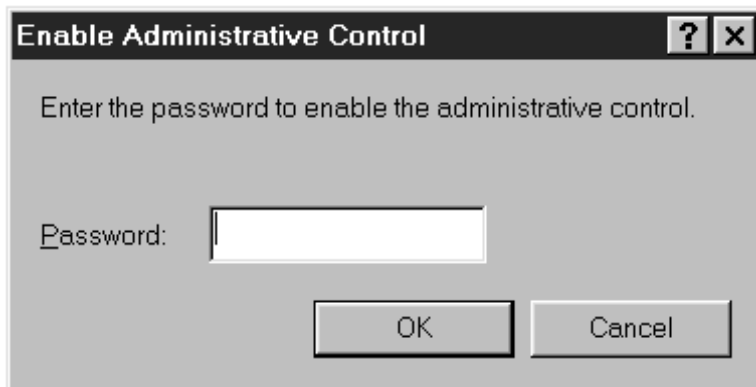 Enable Administrative Control
Enter the password to enable the administrative control.
Password:
OK Cancel